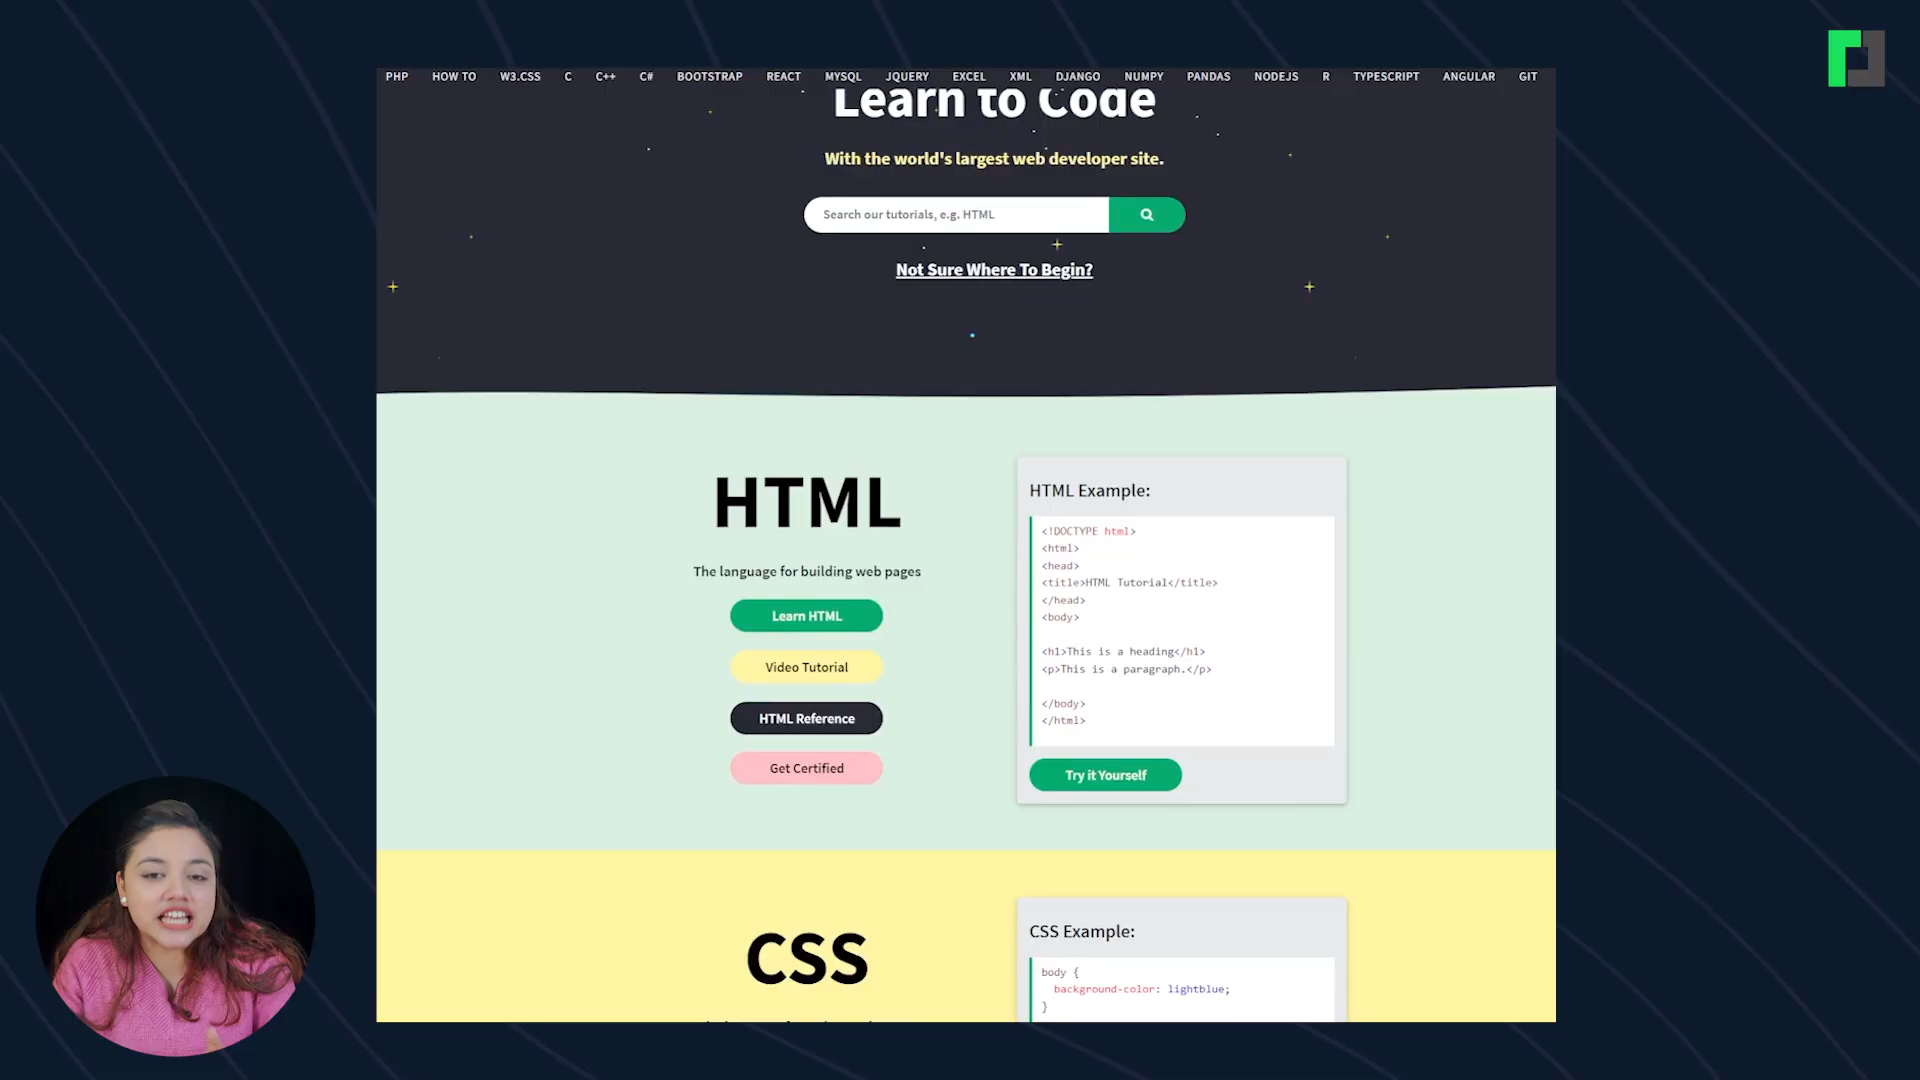 PHP HOW TO W3.CSS C C++ C# BOOTSTRAP REACT MYSQL JQUERY EXCEL XML DJANGO NUMPY PANDAS NODEJS R TYPESCRIPT ANGULAR GIT
Learn to Code
With the world's largest web developer site.
Search our tutorials, e.g. HTML
Not Sure Where To Begin?
HTML
The language for building web pages
Learn HTML
Video Tutorial
HTML Reference
Get Certified
HTML Example:
<!DOCTYPE html>
<html>
<head>
<title>HTML Tutorial</title>
</head>
<body>
<h1>This is a heading</h1>
<p>This is a paragraph.</p>
</body>
</html>
Try it Yourself
CSS
CSS Example:
body {
background-color: lightblue;
}